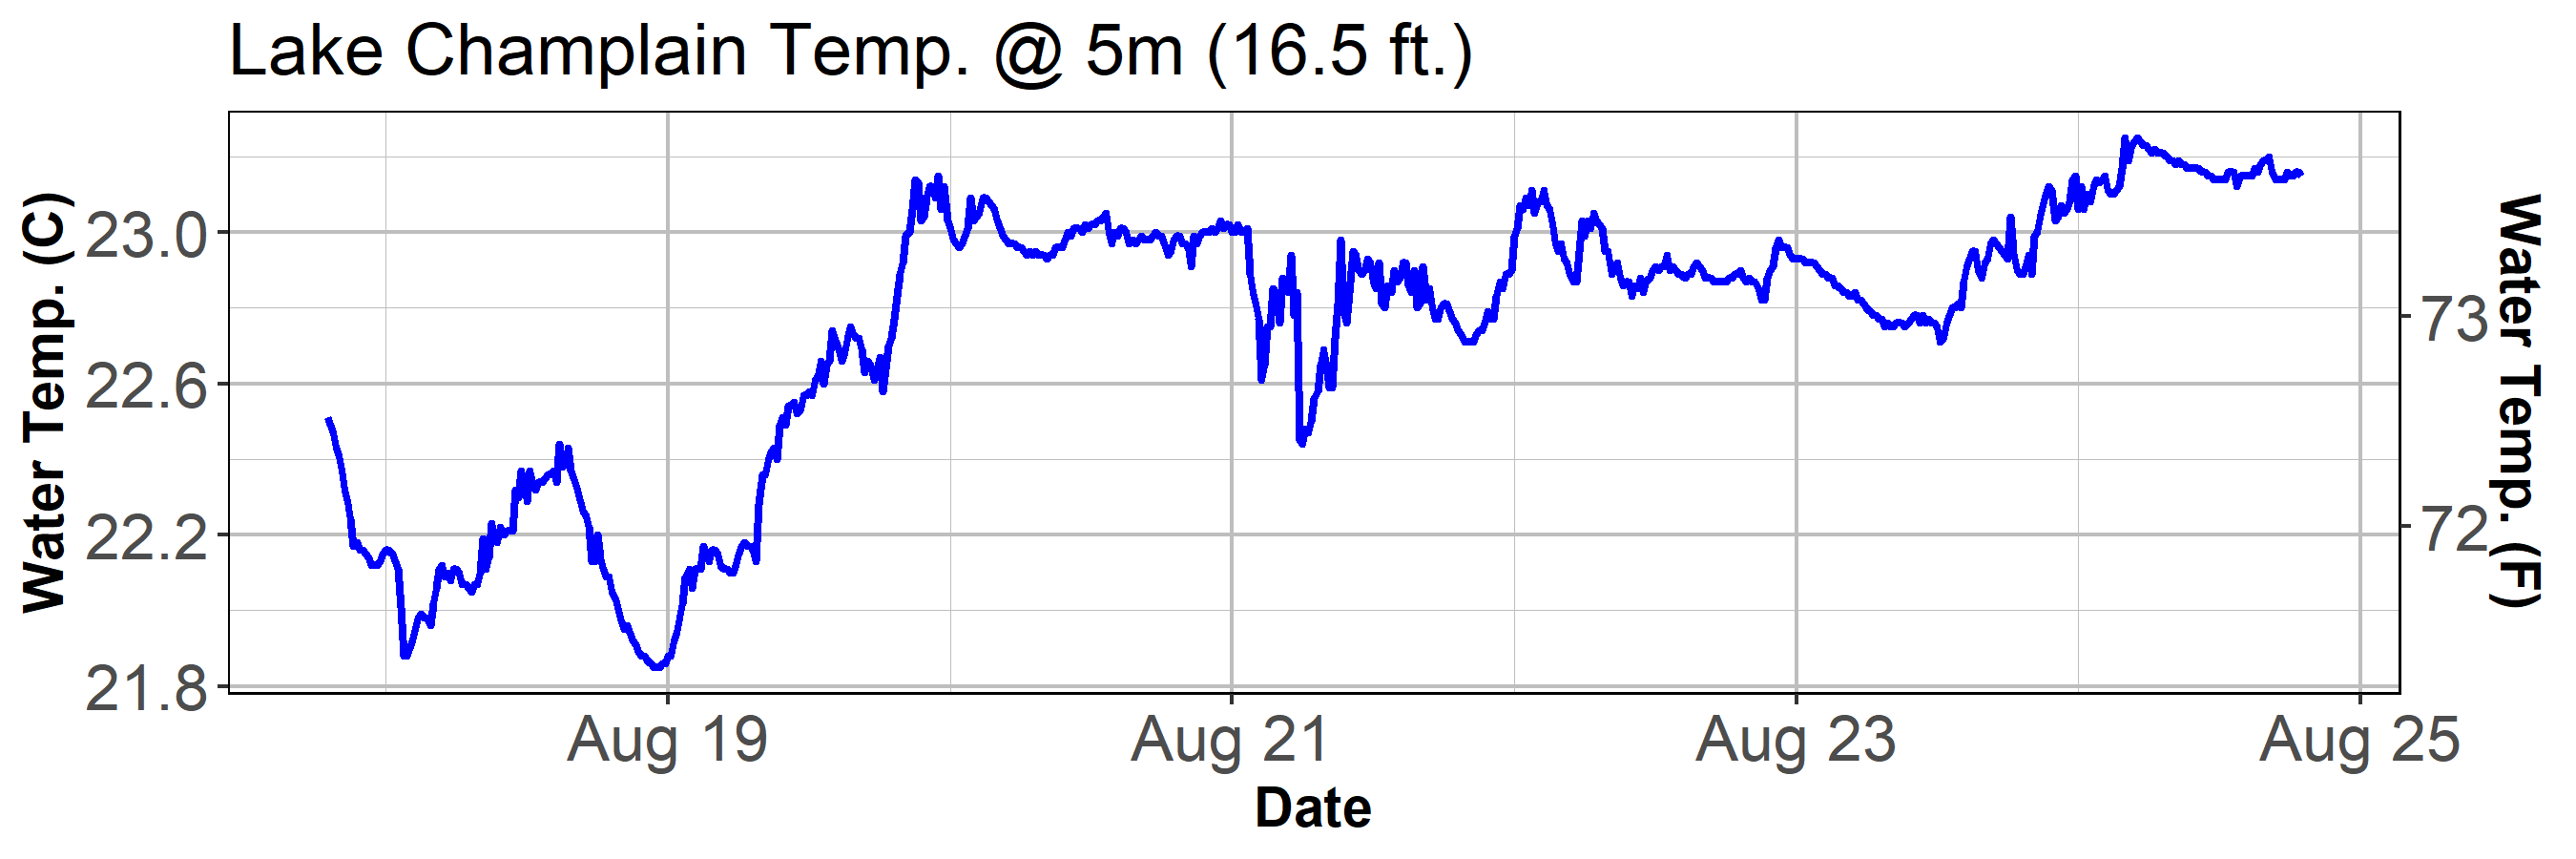 Lake Champlain Temp. @ 5m (16.5 ft.)
Water Temp. (C)
23.0
22.6
22.2
21.8
73
72
Water Temp. (F)
Aug 19
Aug 21
Aug 23
Aug 25
Date